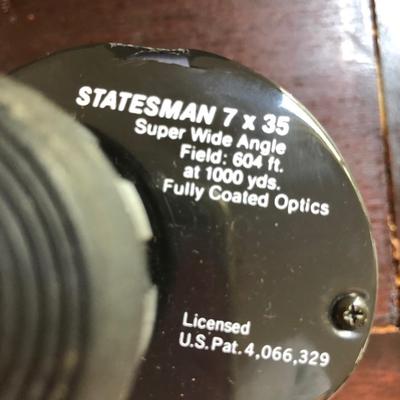 STATESMAN 7 x 35
Super Wide Angle
Field: 604 ft.
at 1000 yds.
Fully Coated Optics
Licensed
U.S. Pat. 4,066,329